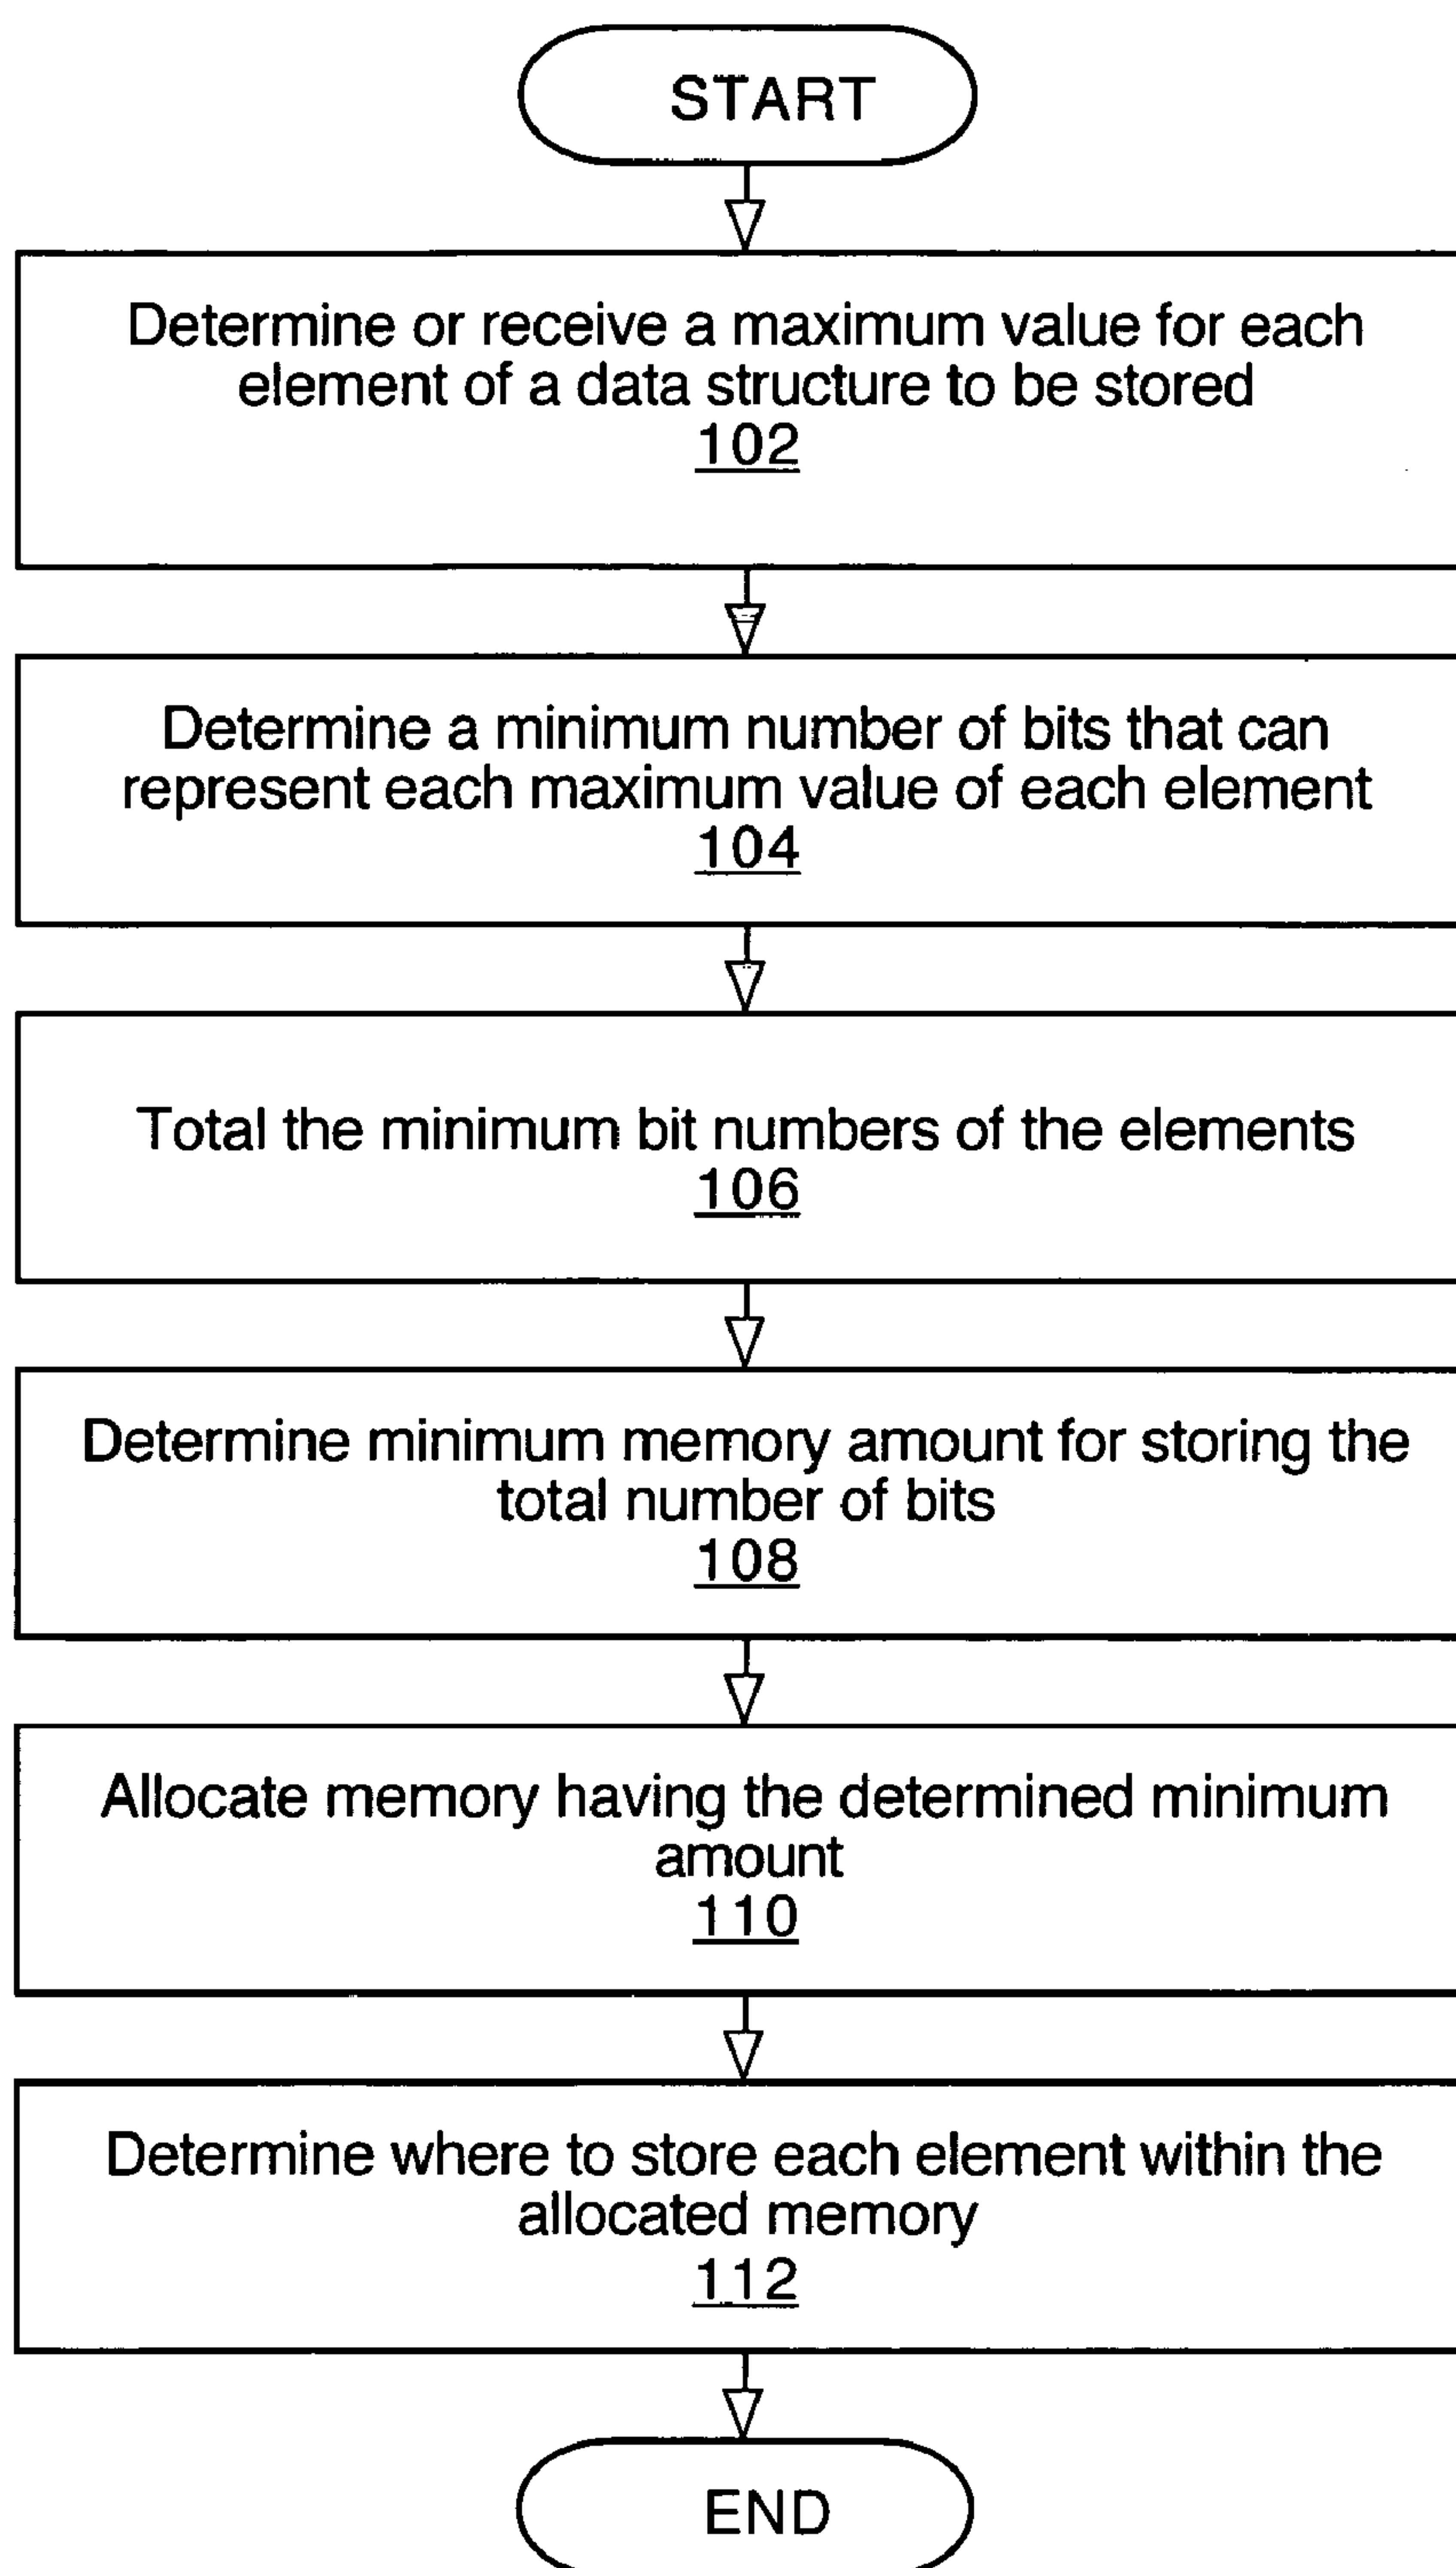 START
Determine or receive a maximum value for each
element of a data structure to be stored
102
Determine a minimum number of bits that can
represent each maximum value of each element
104
Total the minimum bit numbers of the elements
106
Determine minimum memory amount for storing the
total number of bits
108
Allocate memory having the determined minimum
amount
110
Determine where to store each element within the
allocated memory
112
END